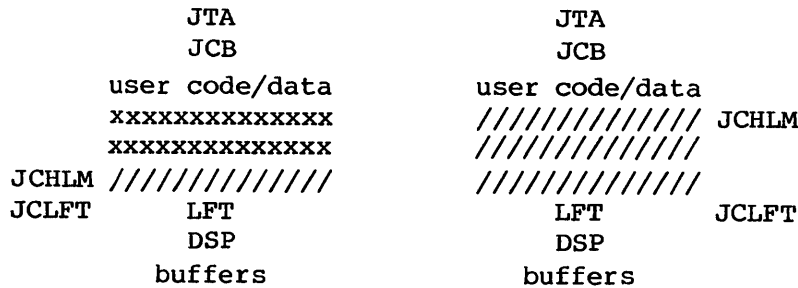 JTA
JCB
user code/data
xxxxxxxxxxxxxx
xxxxxxxxxxxxxx
JCHLM //////////////
JCLFT LFT
DSP
buffers
JTA
JCB
user code/data
////////////// JCHLM
//////////////
//////////////
LFT JCLFT
DSP
buffers